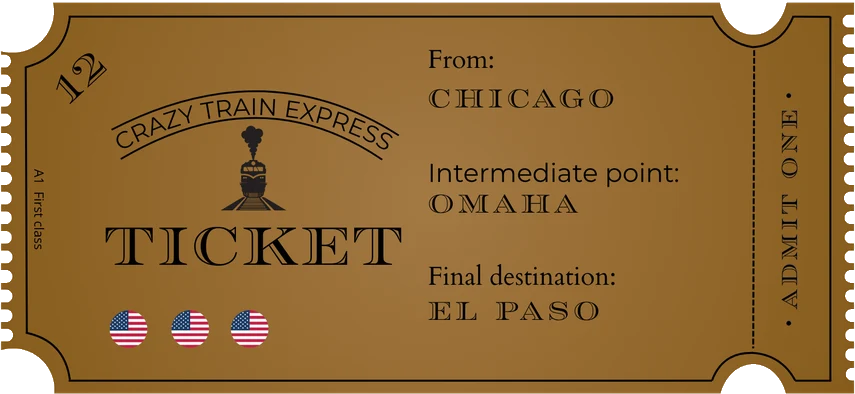 12
CRAZY TRAIN EXPRESS
TICKET
A1 First class
From:
CHICAGO
Intermediate point:
OMAHA
Final destination:
EL PASO
• ADMIT ONE •